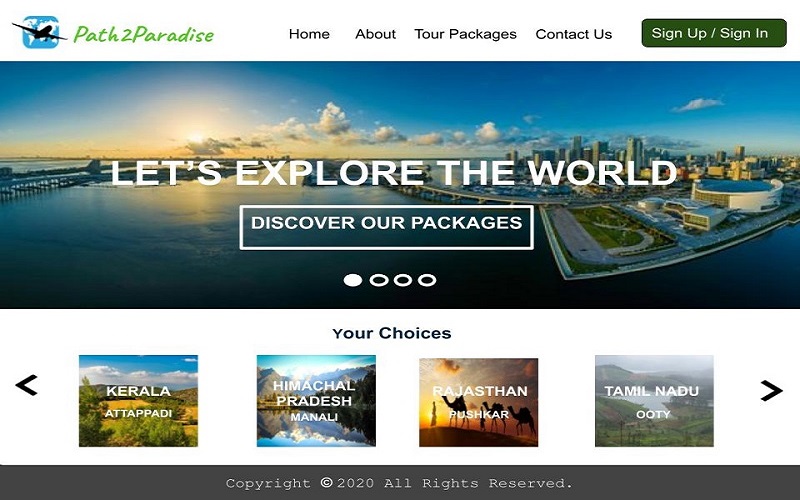 Path2Paradise
Home About Tour Packages Contact Us Sign Up / Sign In
LET'S EXPLORE THE WORLD
DISCOVER OUR PACKAGES
Your Choices
KERALA
ATTAPPADI
HIMACHAL
PRADESH
MANALI
RAJASTHAN
PUSHKAR
TAMIL NADU
OOTY
Copyright © 2020 All Rights Reserved.